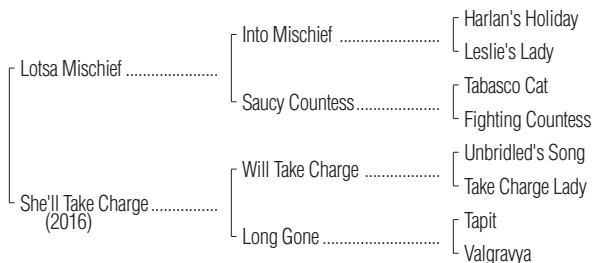 Harlan's Holiday
Into Mischief ........................
Leslie's Lady
Lotsa Mischief ......................
Tabasco Cat
Saucy Countess....................
Fighting Countess
Unbridled's Song
Will Take Charge ..................
Take Charge Lady
She'll Take Charge ................
(2016)
Tapit
Long Gone ............................
Valgravya